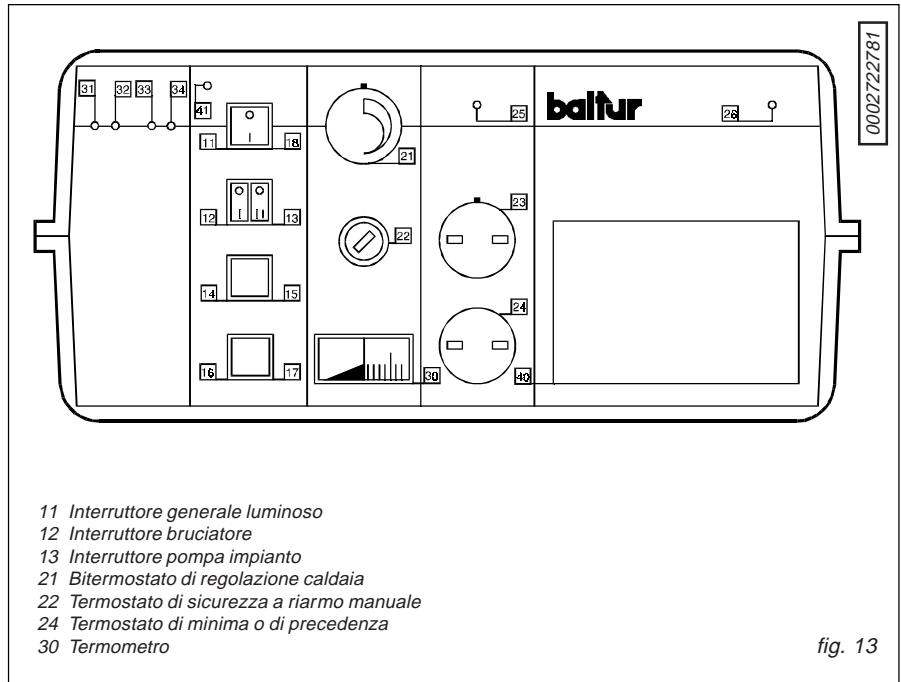 0002722781
31 32 33 34
41
baltur
25
26
11 18
21
12 13
22
23
14 15
24
16 17
30
40
11 Interruttore generale luminoso
12 Interruttore bruciatore
13 Interruttore pompa impianto
21 Bitermostato di regolazione caldaia
22 Termostato di sicurezza a riarmo manuale
24 Termostato di minima o di precedenza
30 Termometro
fig. 13